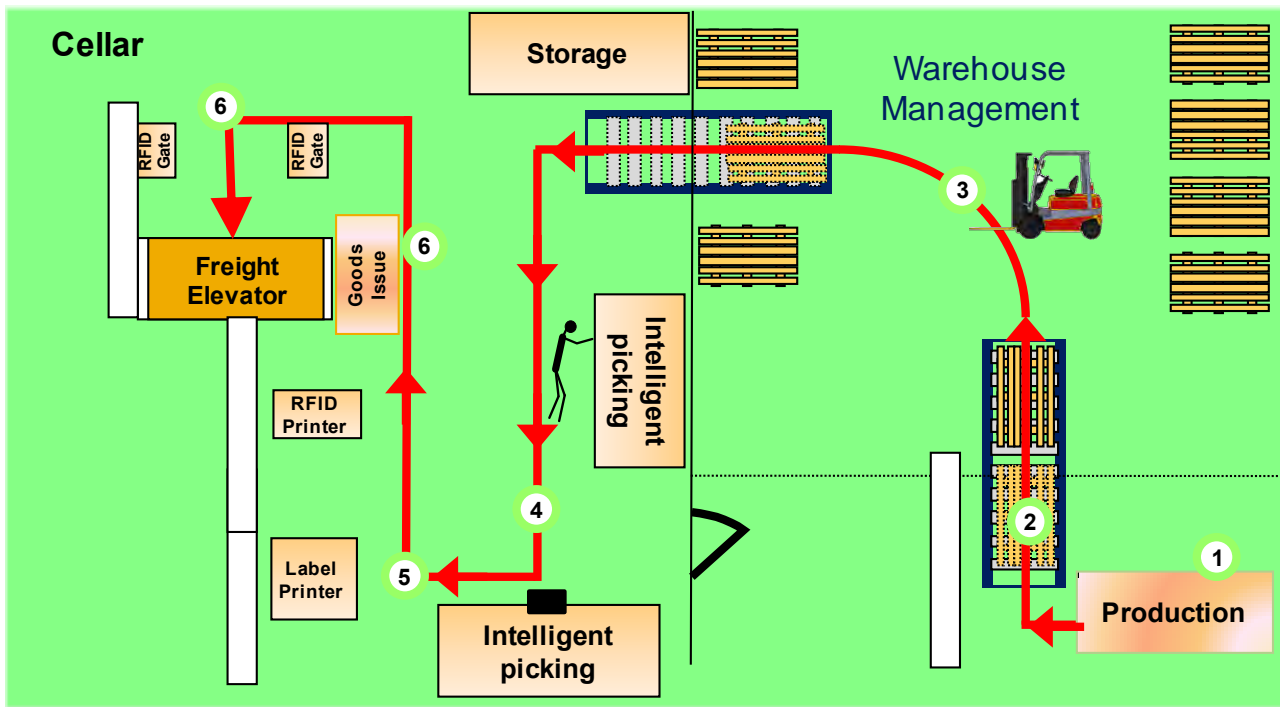 Cellar
Storage
Warehouse
Management
6
RFID
Gate
RFID
Gate
3
Freight
Elevator
Goods
Issue
6
Intelligent
picking
RFID
Printer
4
2
1
Label
Printer
5
Production
Intelligent
picking